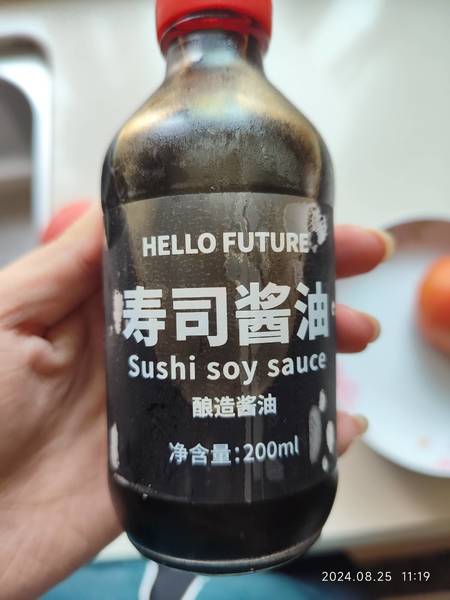 HELLO FUTURE
寿司酱油
Sushi soy sauce
酿造酱油
净含量:200ml
2024.08.25 11:19